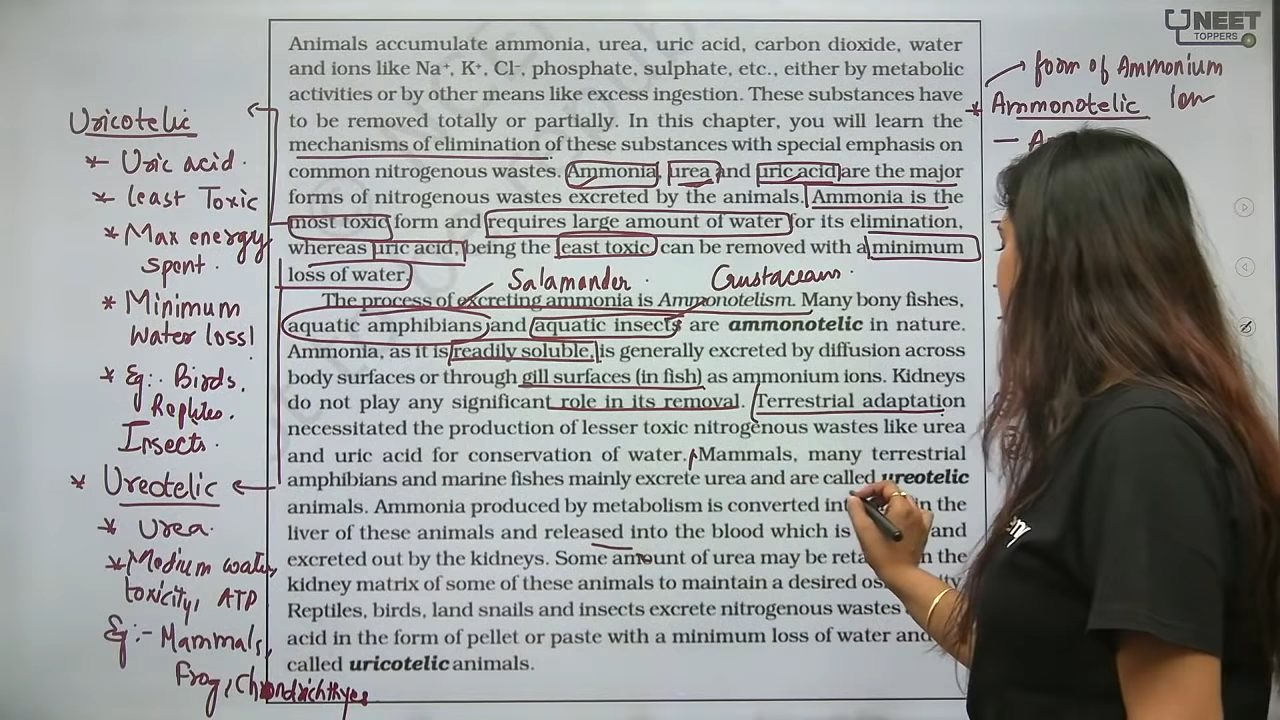 NEET
TOPPERS
form of Ammonium
Ion
* Ammonotelic
Uricotelic
* Uric acid.
* least Toxic
* Max energy
spent.
* Minimum
Water loss!
* Eg:- Birds,
Reptiles.
Insects.
* Ureotelic
* Urea.
* Medium water,
toxicity, ATP
Eg:- Mammals,
Frog, Chondrichthyes
Salamander. Crustaceans.
Animals accumulate ammonia, urea, uric acid, carbon dioxide, water
and ions like Na⁺, K⁺, Cl⁻, phosphate, sulphate, etc., either by metabolic
activities or by other means like excess ingestion. These substances have
to be removed totally or partially. In this chapter, you will learn the
mechanisms of elimination of these substances with special emphasis on
common nitrogenous wastes. Ammonia, urea and uric acid are the major
forms of nitrogenous wastes excreted by the animals. Ammonia is the
most toxic form and requires large amount of water for its elimination,
whereas uric acid, being the least toxic can be removed with a minimum
loss of water.
The process of excreting ammonia is Ammonotelism. Many bony fishes,
aquatic amphibians and aquatic insects are ammonotelic in nature.
Ammonia, as it is readily soluble, is generally excreted by diffusion across
body surfaces or through gill surfaces (in fish) as ammonium ions. Kidneys
do not play any significant role in its removal. Terrestrial adaptation
necessitated the production of lesser toxic nitrogenous wastes like urea
and uric acid for conservation of water. Mammals, many terrestrial
amphibians and marine fishes mainly excrete urea and are called ureotelic
animals. Ammonia produced by metabolism is converted in the
liver of these animals and released into the blood which is and
excreted out by the kidneys. Some amount of urea may be the
kidney matrix of some of these animals to maintain a desired
Reptiles, birds, land snails and insects excrete nitrogenous wastes
acid in the form of pellet or paste with a minimum loss of water and
called uricotelic animals.